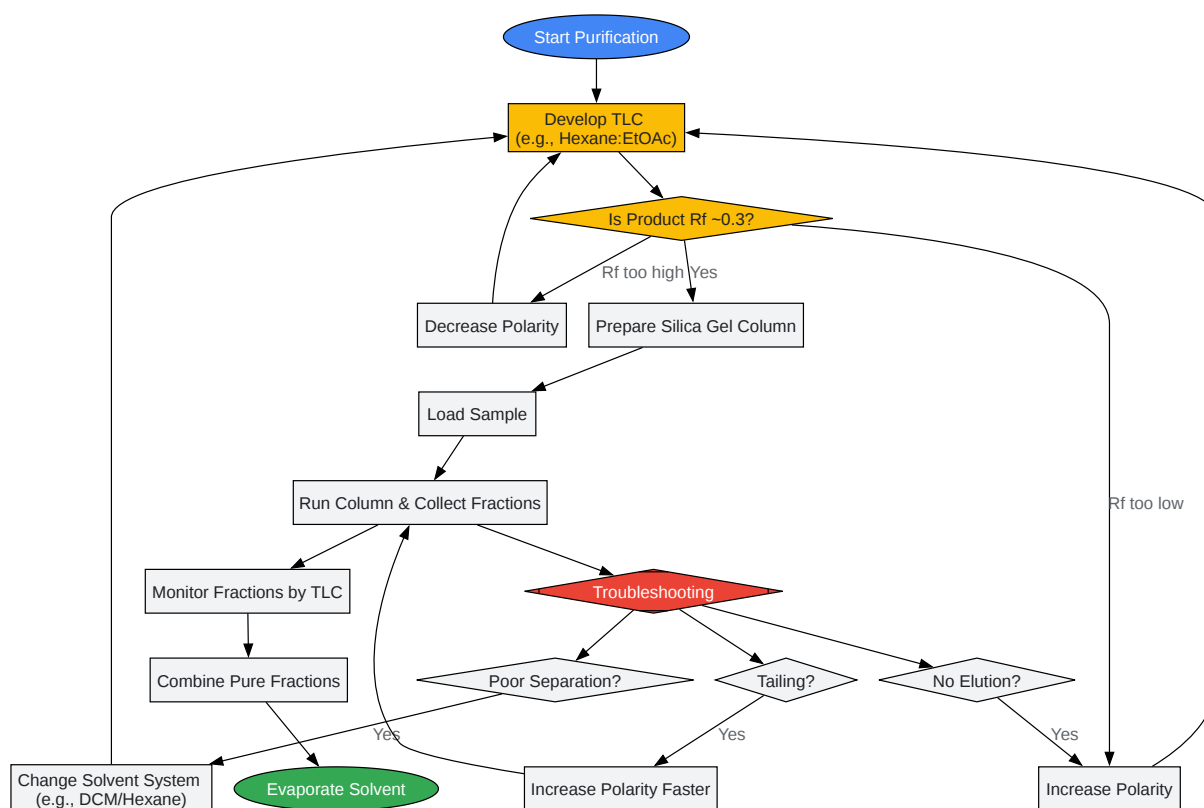 Start Purification
Develop TLC
(e.g., Hexane:EtOAc)
Is Product Rf ~0.3?
Rf too high
Yes
Decrease Polarity
Prepare Silica Gel Column
Load Sample
Run Column & Collect Fractions
Rf too low
Monitor Fractions by TLC
Troubleshooting
Combine Pure Fractions
Poor Separation?
Tailing?
No Elution?
Yes
Yes
Yes
Change Solvent System
(e.g., DCM/Hexane)
Evaporate Solvent
Increase Polarity Faster
Increase Polarity